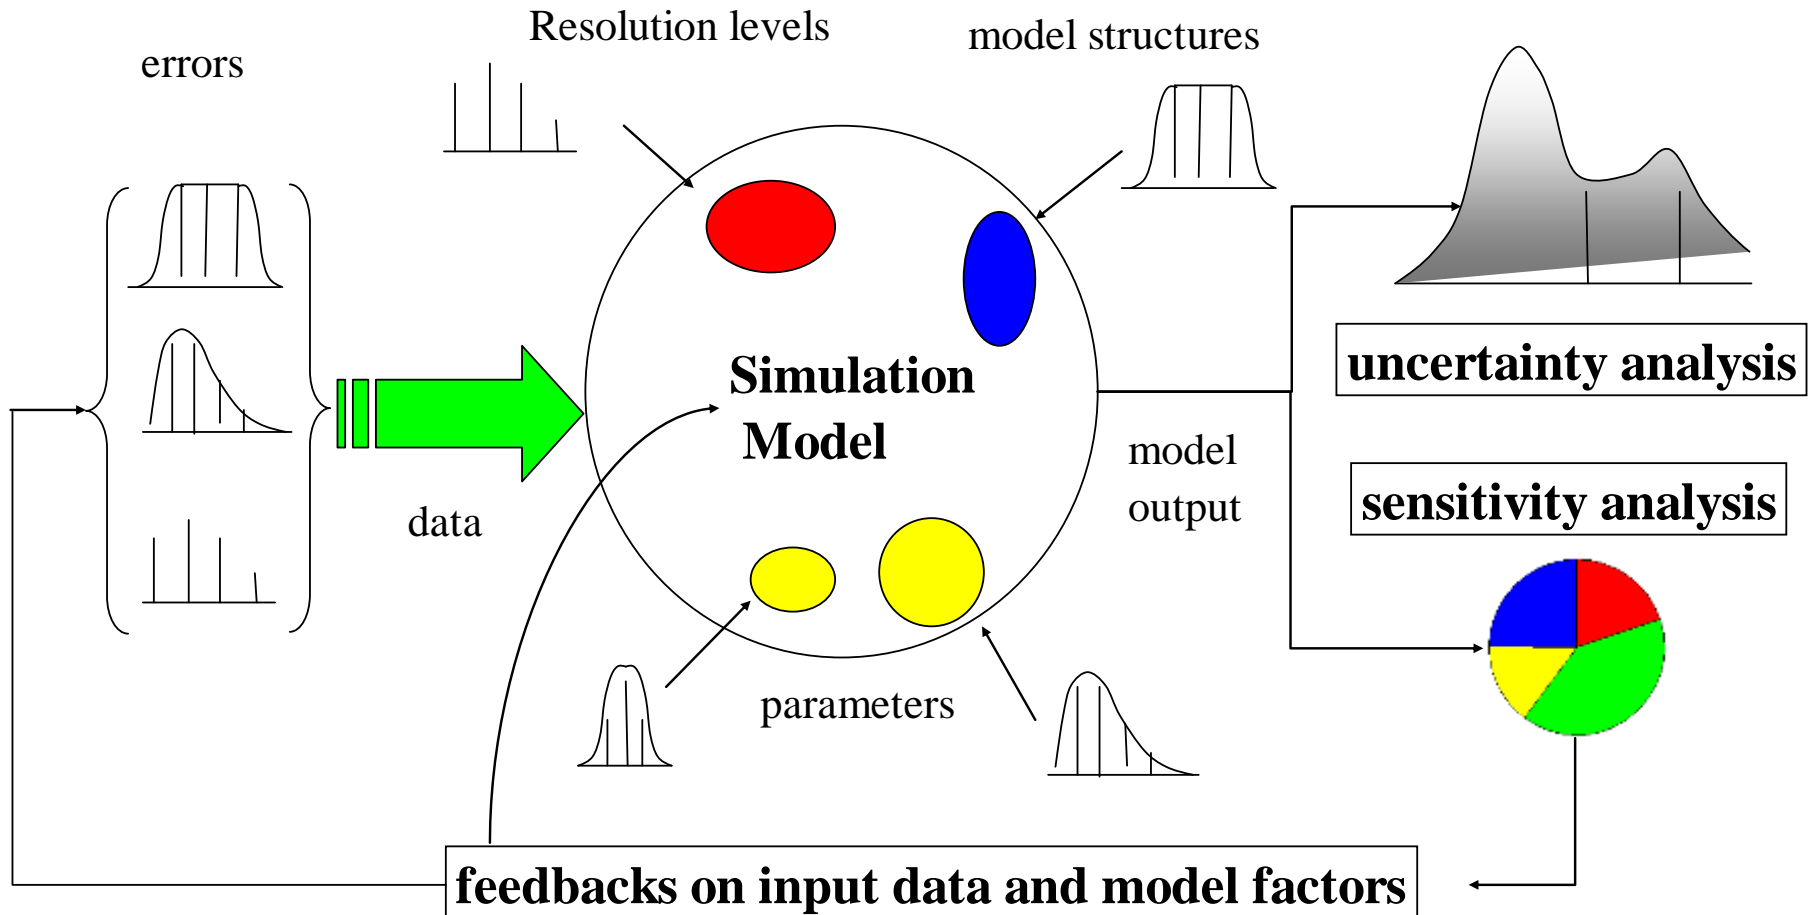 errors
Resolution levels
model structures
uncertainty analysis
Simulation
Model
model
output
sensitivity analysis
data
parameters
feedbacks on input data and model factors